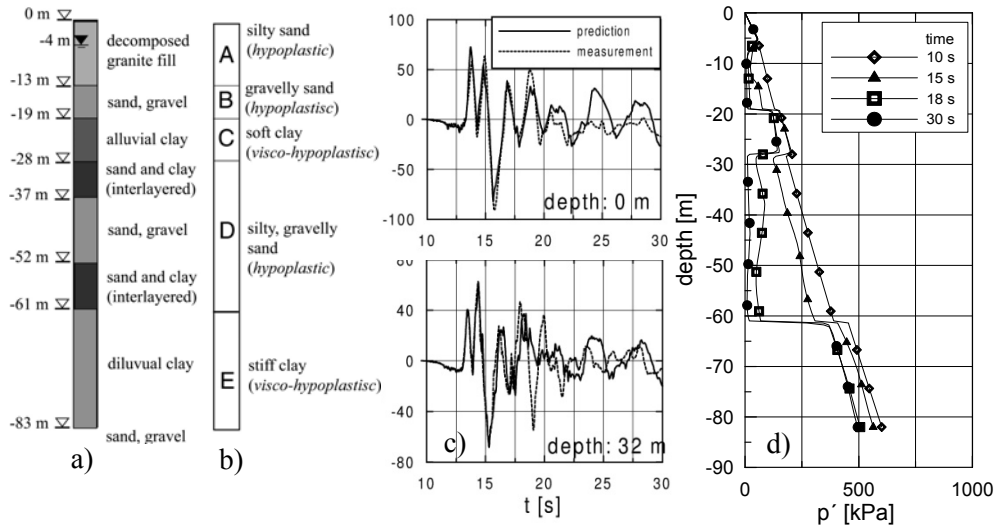 0 m
-4 m
-13 m
-19 m
-28 m
-37 m
-52 m
-61 m
-83 m
decomposed
granite fill
sand, gravel
alluvial clay
sand and clay
(interlayered)
sand, gravel
sand and clay
(interlayered)
diluvual clay
sand, gravel
a)
A
B
C
D
E
silty sand
(hypoplastic)
gravelly sand
(hypoplastisc)
soft clay
(visco-hypoplastisc)
silty, gravelly
sand
(hypoplastic)
stiff clay
(visco-hypoplastisc)
b)
prediction
measurement
100
50
0
-50
-100
10 15 20 25 30
depth: 0 m
60
40
0
-40
-80
10 15 20 25 30
c)
depth: 32 m
t [s]
time
10 s
15 s
18 s
30 s
0
-10
-20
-30
-40
-50
-60
-70
-80
-90
depth [m]
d)
0 500 1000
p´ [kPa]